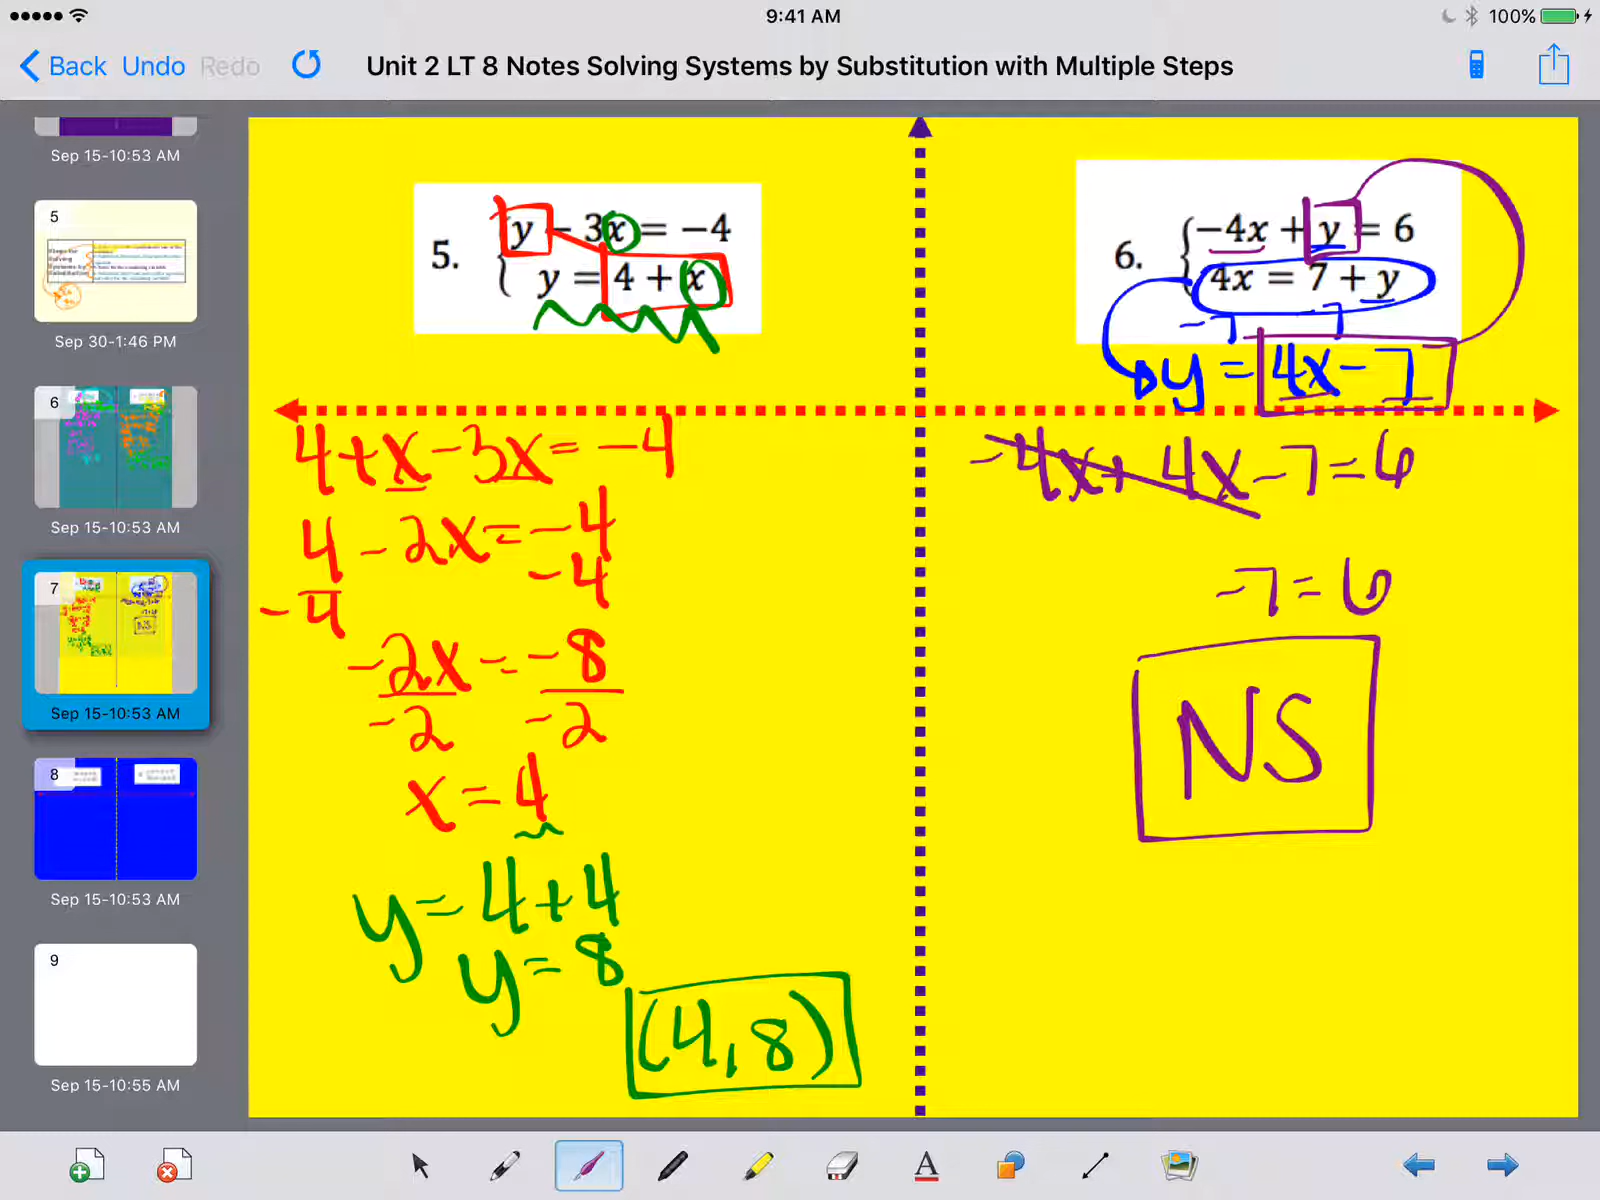 9:41 AM
100%
Back Undo Redo
Unit 2 LT 8 Notes Solving Systems by Substitution with Multiple Steps
Sep 15-10:53 AM
5
Sep 30-1:46 PM
6
Sep 15-10:53 AM
7
Sep 15-10:53 AM
8
Sep 15-10:53 AM
9
Sep 15-10:55 AM
5.
y - 3x = -4
y = 4 + x
4+x-3x=-4
4 - 2x = -4
-4 -4
-2x = -8
-2 -2
x = 4
y=4+4
y=8
(4,8)
6.
-4x + y = 6
4x = 7 + y
-7 -7
y = 4x-7
-4x+4x-7=6
-7=6
NS
A